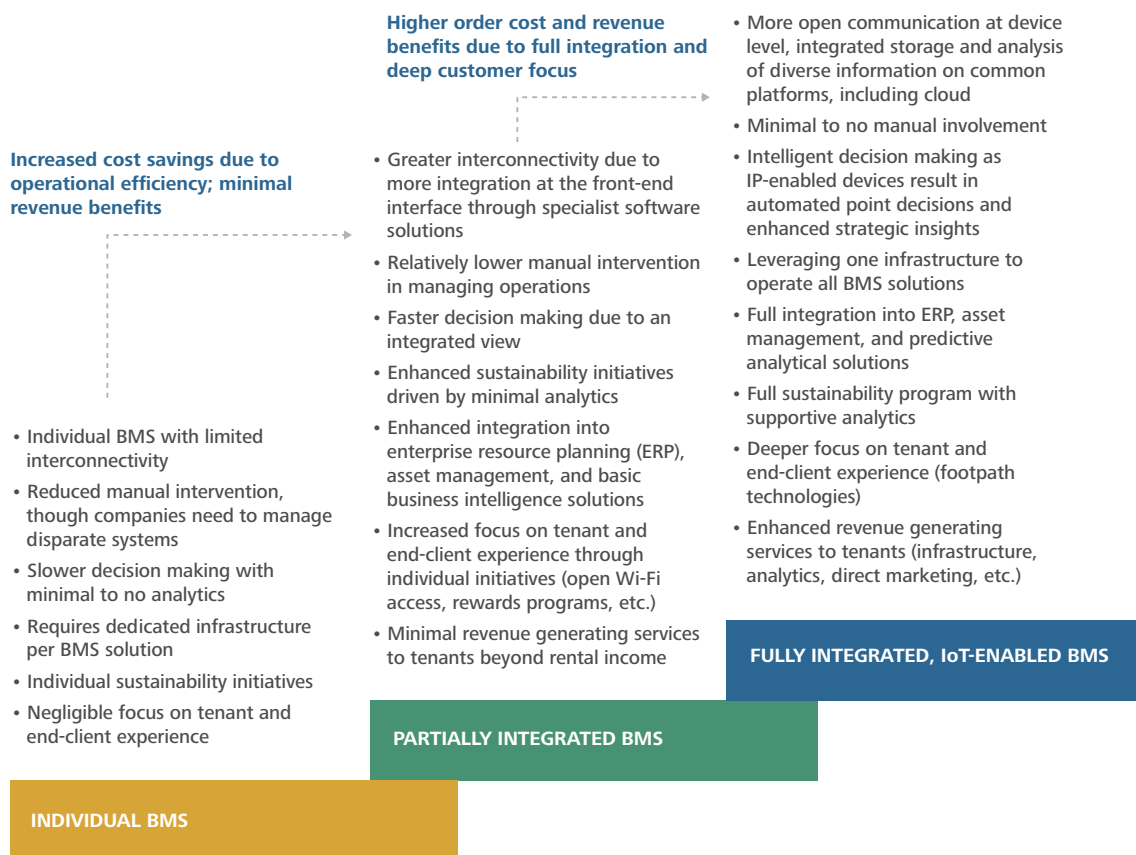 Increased cost savings due to
operational efficiency; minimal
revenue benefits
• Individual BMS with limited
interconnectivity
• Reduced manual intervention,
though companies need to manage
disparate systems
• Slower decision making with
minimal to no analytics
• Requires dedicated infrastructure
per BMS solution
• Individual sustainability initiatives
• Negligible focus on tenant and
end-client experience
INDIVIDUAL BMS
Higher order cost and revenue
benefits due to full integration and
deep customer focus
• Greater interconnectivity due to
more integration at the front-end
interface through specialist software
solutions
• Relatively lower manual intervention
in managing operations
• Faster decision making due to an
integrated view
• Enhanced sustainability initiatives
driven by minimal analytics
• Enhanced integration into
enterprise resource planning (ERP),
asset management, and basic
business intelligence solutions
• Increased focus on tenant and
end-client experience through
individual initiatives (open Wi-Fi
access, rewards programs, etc.)
• Minimal revenue generating services
to tenants beyond rental income
PARTIALLY INTEGRATED BMS
• More open communication at device
level, integrated storage and analysis
of diverse information on common
platforms, including cloud
• Minimal to no manual involvement
• Intelligent decision making as
IP-enabled devices result in
automated point decisions and
enhanced strategic insights
• Leveraging one infrastructure to
operate all BMS solutions
• Full integration into ERP, asset
management, and predictive
analytical solutions
• Full sustainability program with
supportive analytics
• Deeper focus on tenant and
end-client experience (footpath
technologies)
• Enhanced revenue generating
services to tenants (infrastructure,
analytics, direct marketing, etc.)
FULLY INTEGRATED, IoT-ENABLED BMS